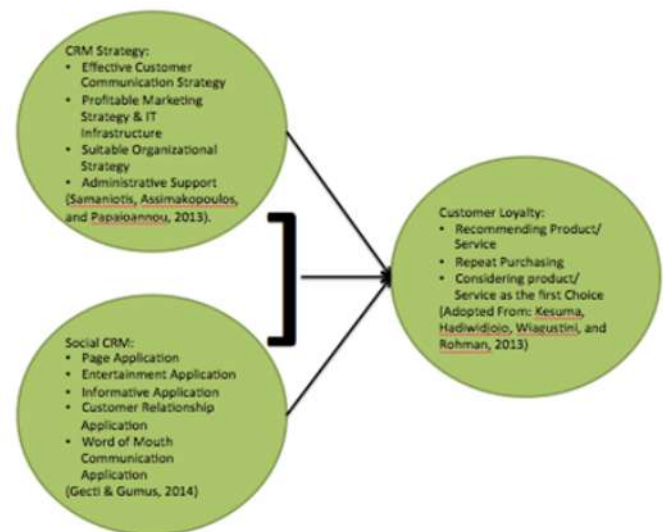 CRM Strategy:
• Effective Customer
Communication Strategy
• Profitable Marketing
Strategy & IT
Infrastructure
• Suitable Organizational
Strategy
• Administrative Support
(Samaniotis, Assimakopoulos,
and Papaioannou, 2013).
Social CRM:
• Page Application
• Entertainment Application
• Informative Application
• Customer Relationship
Application
• Word of Mouth
Communication
Application
(Gecti & Gumus, 2014)
Customer Loyalty:
• Recommending Product/
Service
• Repeat Purchasing
• Considering product/
Service as the first Choice
(Adopted From: Kesuma,
Hadiwidjojo, Wiagustini, and
Rohman, 2013)